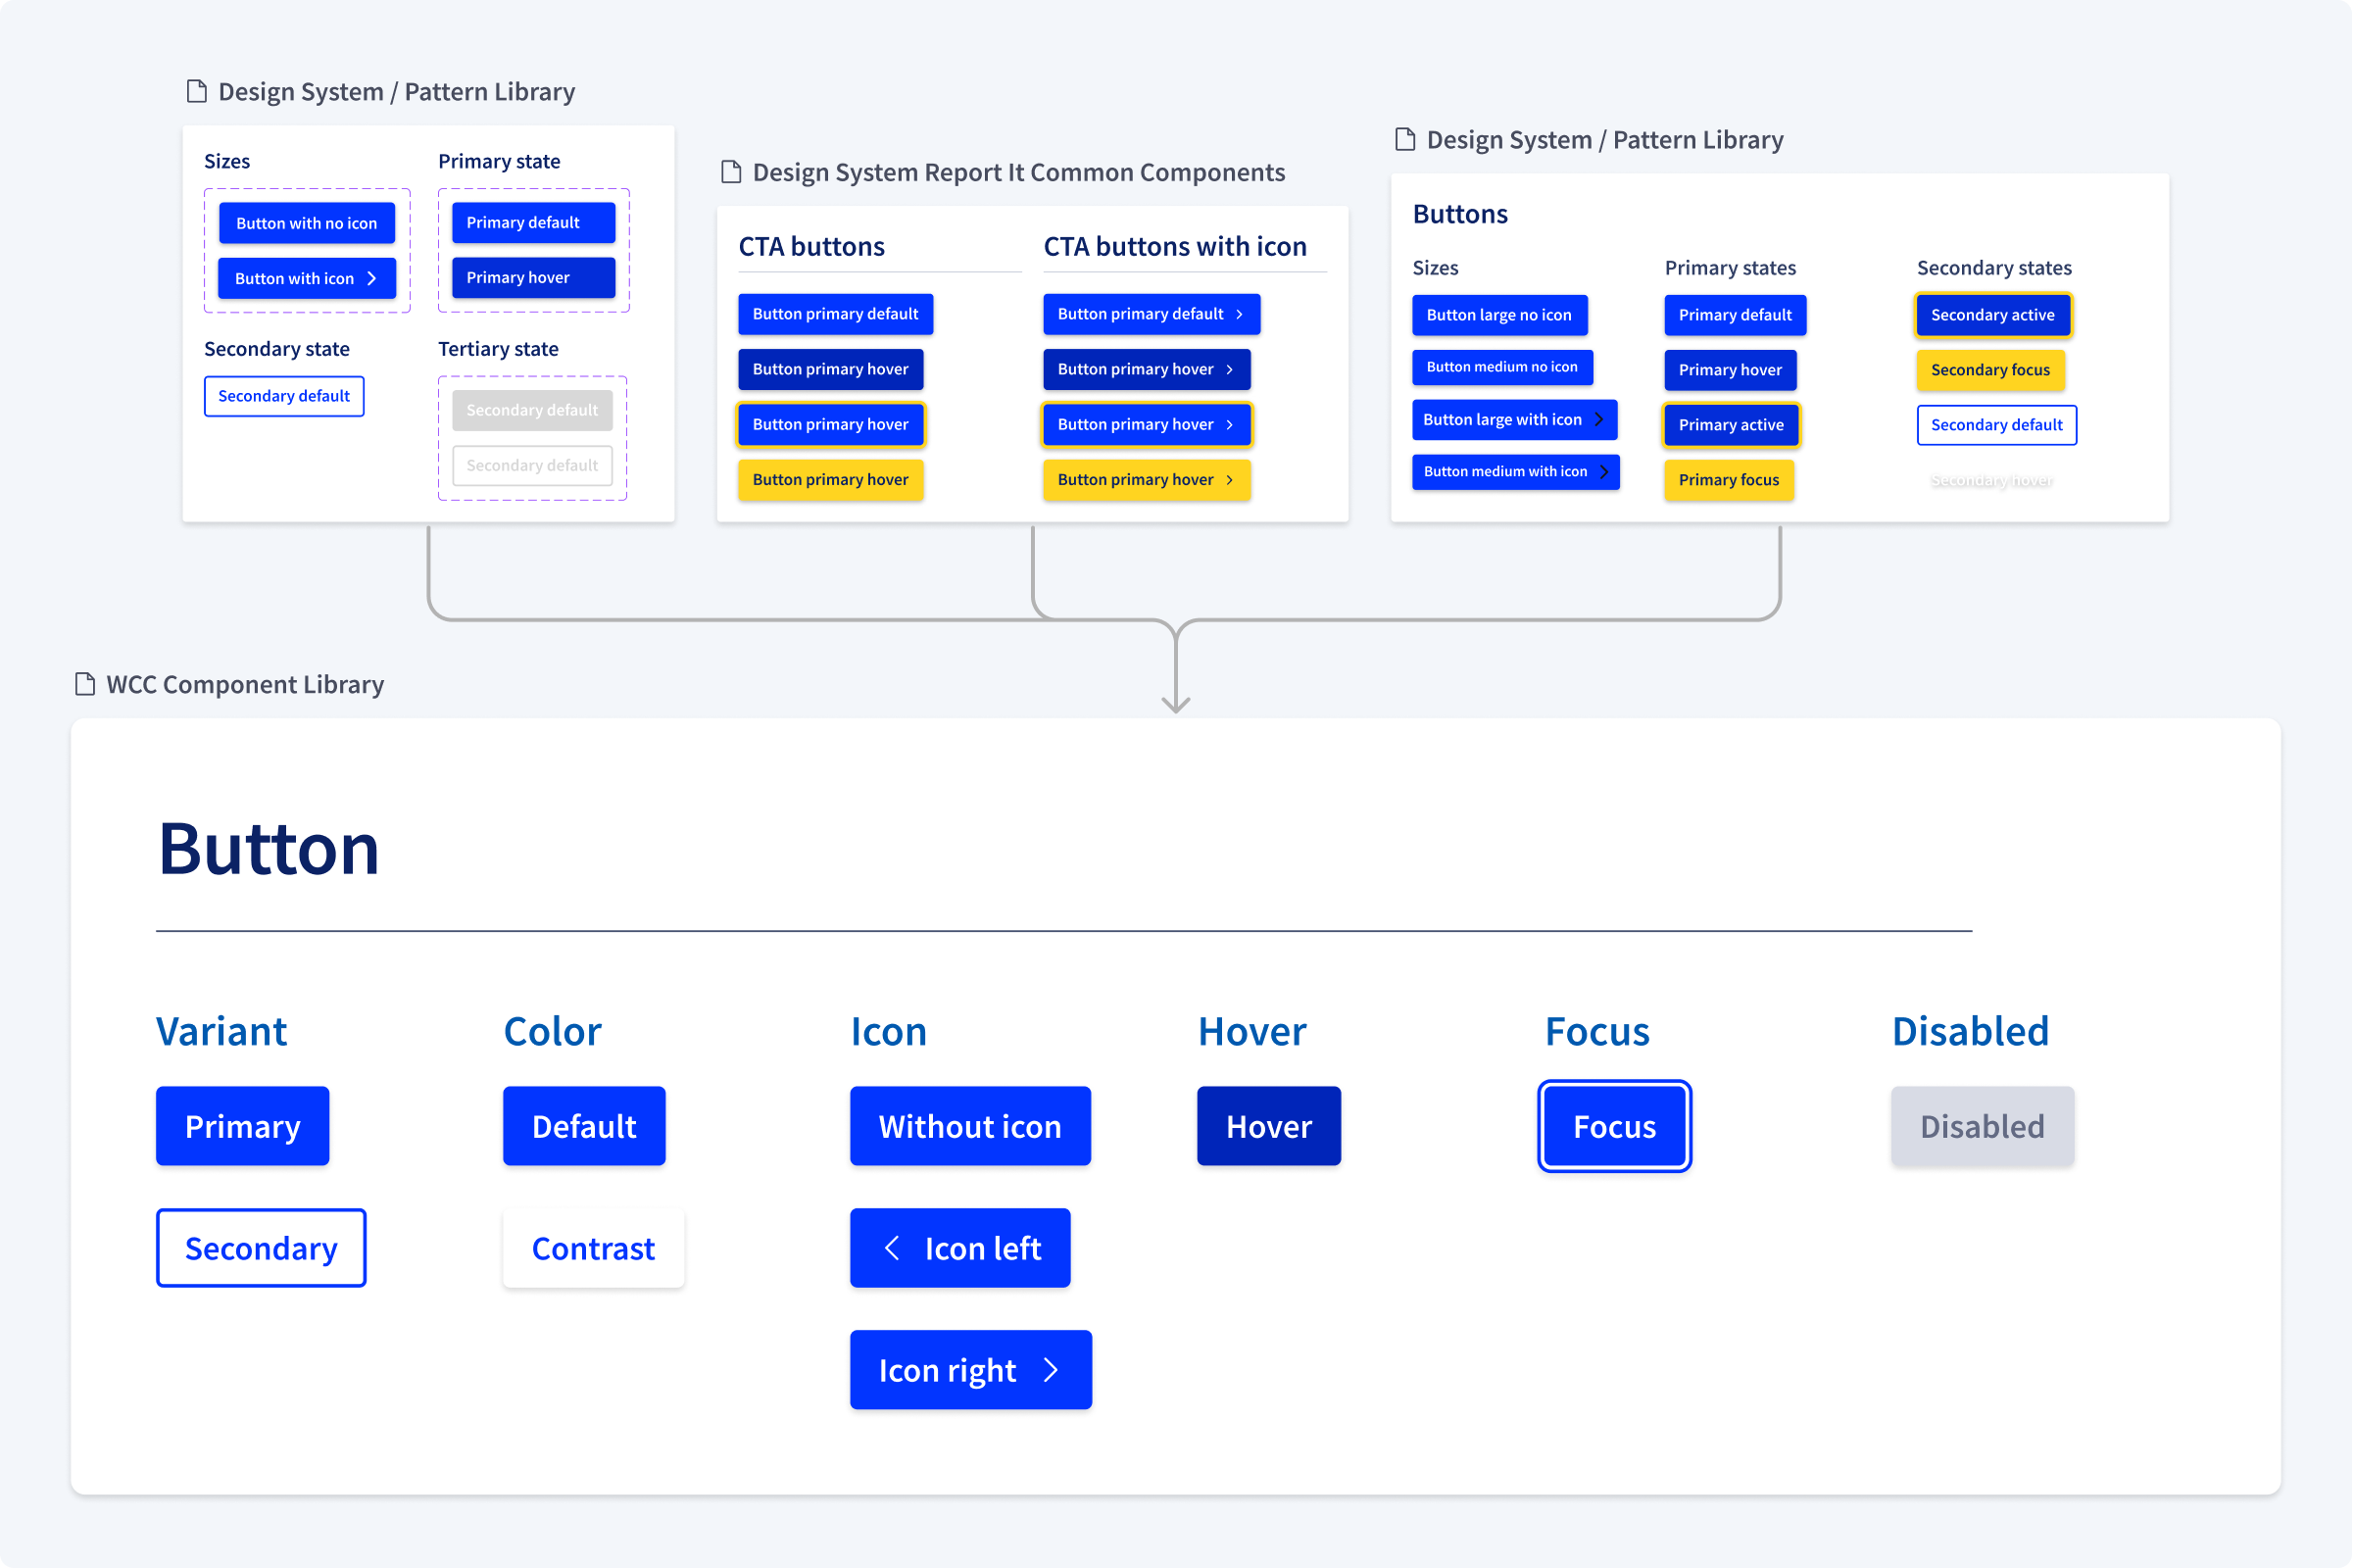 Design System / Pattern Library
Sizes
Button with no icon
Button with icon
Primary state
Primary default
Primary hover
Secondary state
Secondary default
Tertiary state
Secondary default
Secondary default
Design System Report It Common Components
CTA buttons
Button primary default
Button primary hover
Button primary hover
Button primary hover
CTA buttons with icon
Button primary default
Button primary hover
Button primary hover
Button primary hover
Design System / Pattern Library
Buttons
Sizes
Button large no icon
Button medium no icon
Button large with icon
Button medium with icon
Primary states
Primary default
Primary hover
Primary active
Primary focus
Secondary states
Secondary active
Secondary focus
Secondary default
Secondary hover
WCC Component Library
Button
Variant
Primary
Secondary
Color
Default
Contrast
Icon
Without icon
Icon left
Icon right
Hover
Hover
Focus
Focus
Disabled
Disabled